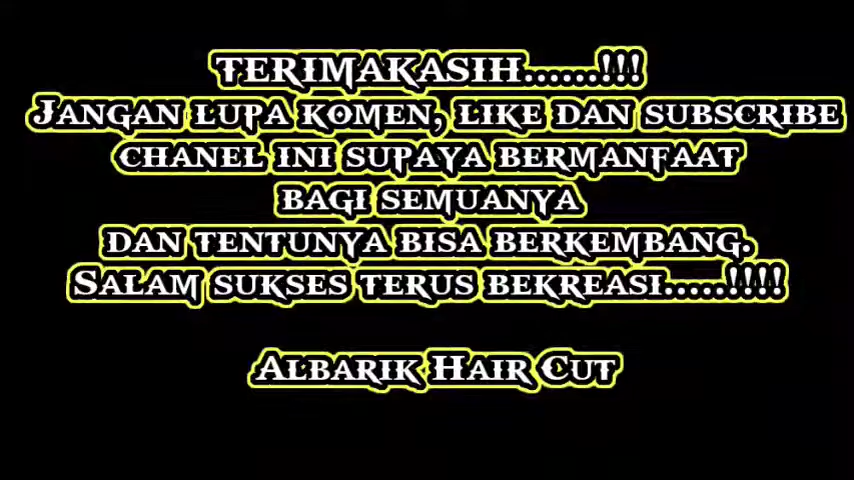 TERIMAKASIH......!!!
JANGAN LUPA KOMEN, LIKE DAN SUBSCRIBE
CHANEL INI SUPAYA BERMANFAAT
BAGI SEMUANYA
DAN TENTUNYA BISA BERKEMBANG.
SALAM SUKSES TERUS BEKREASI.....!!!!
ALBARIK HAIR CUT